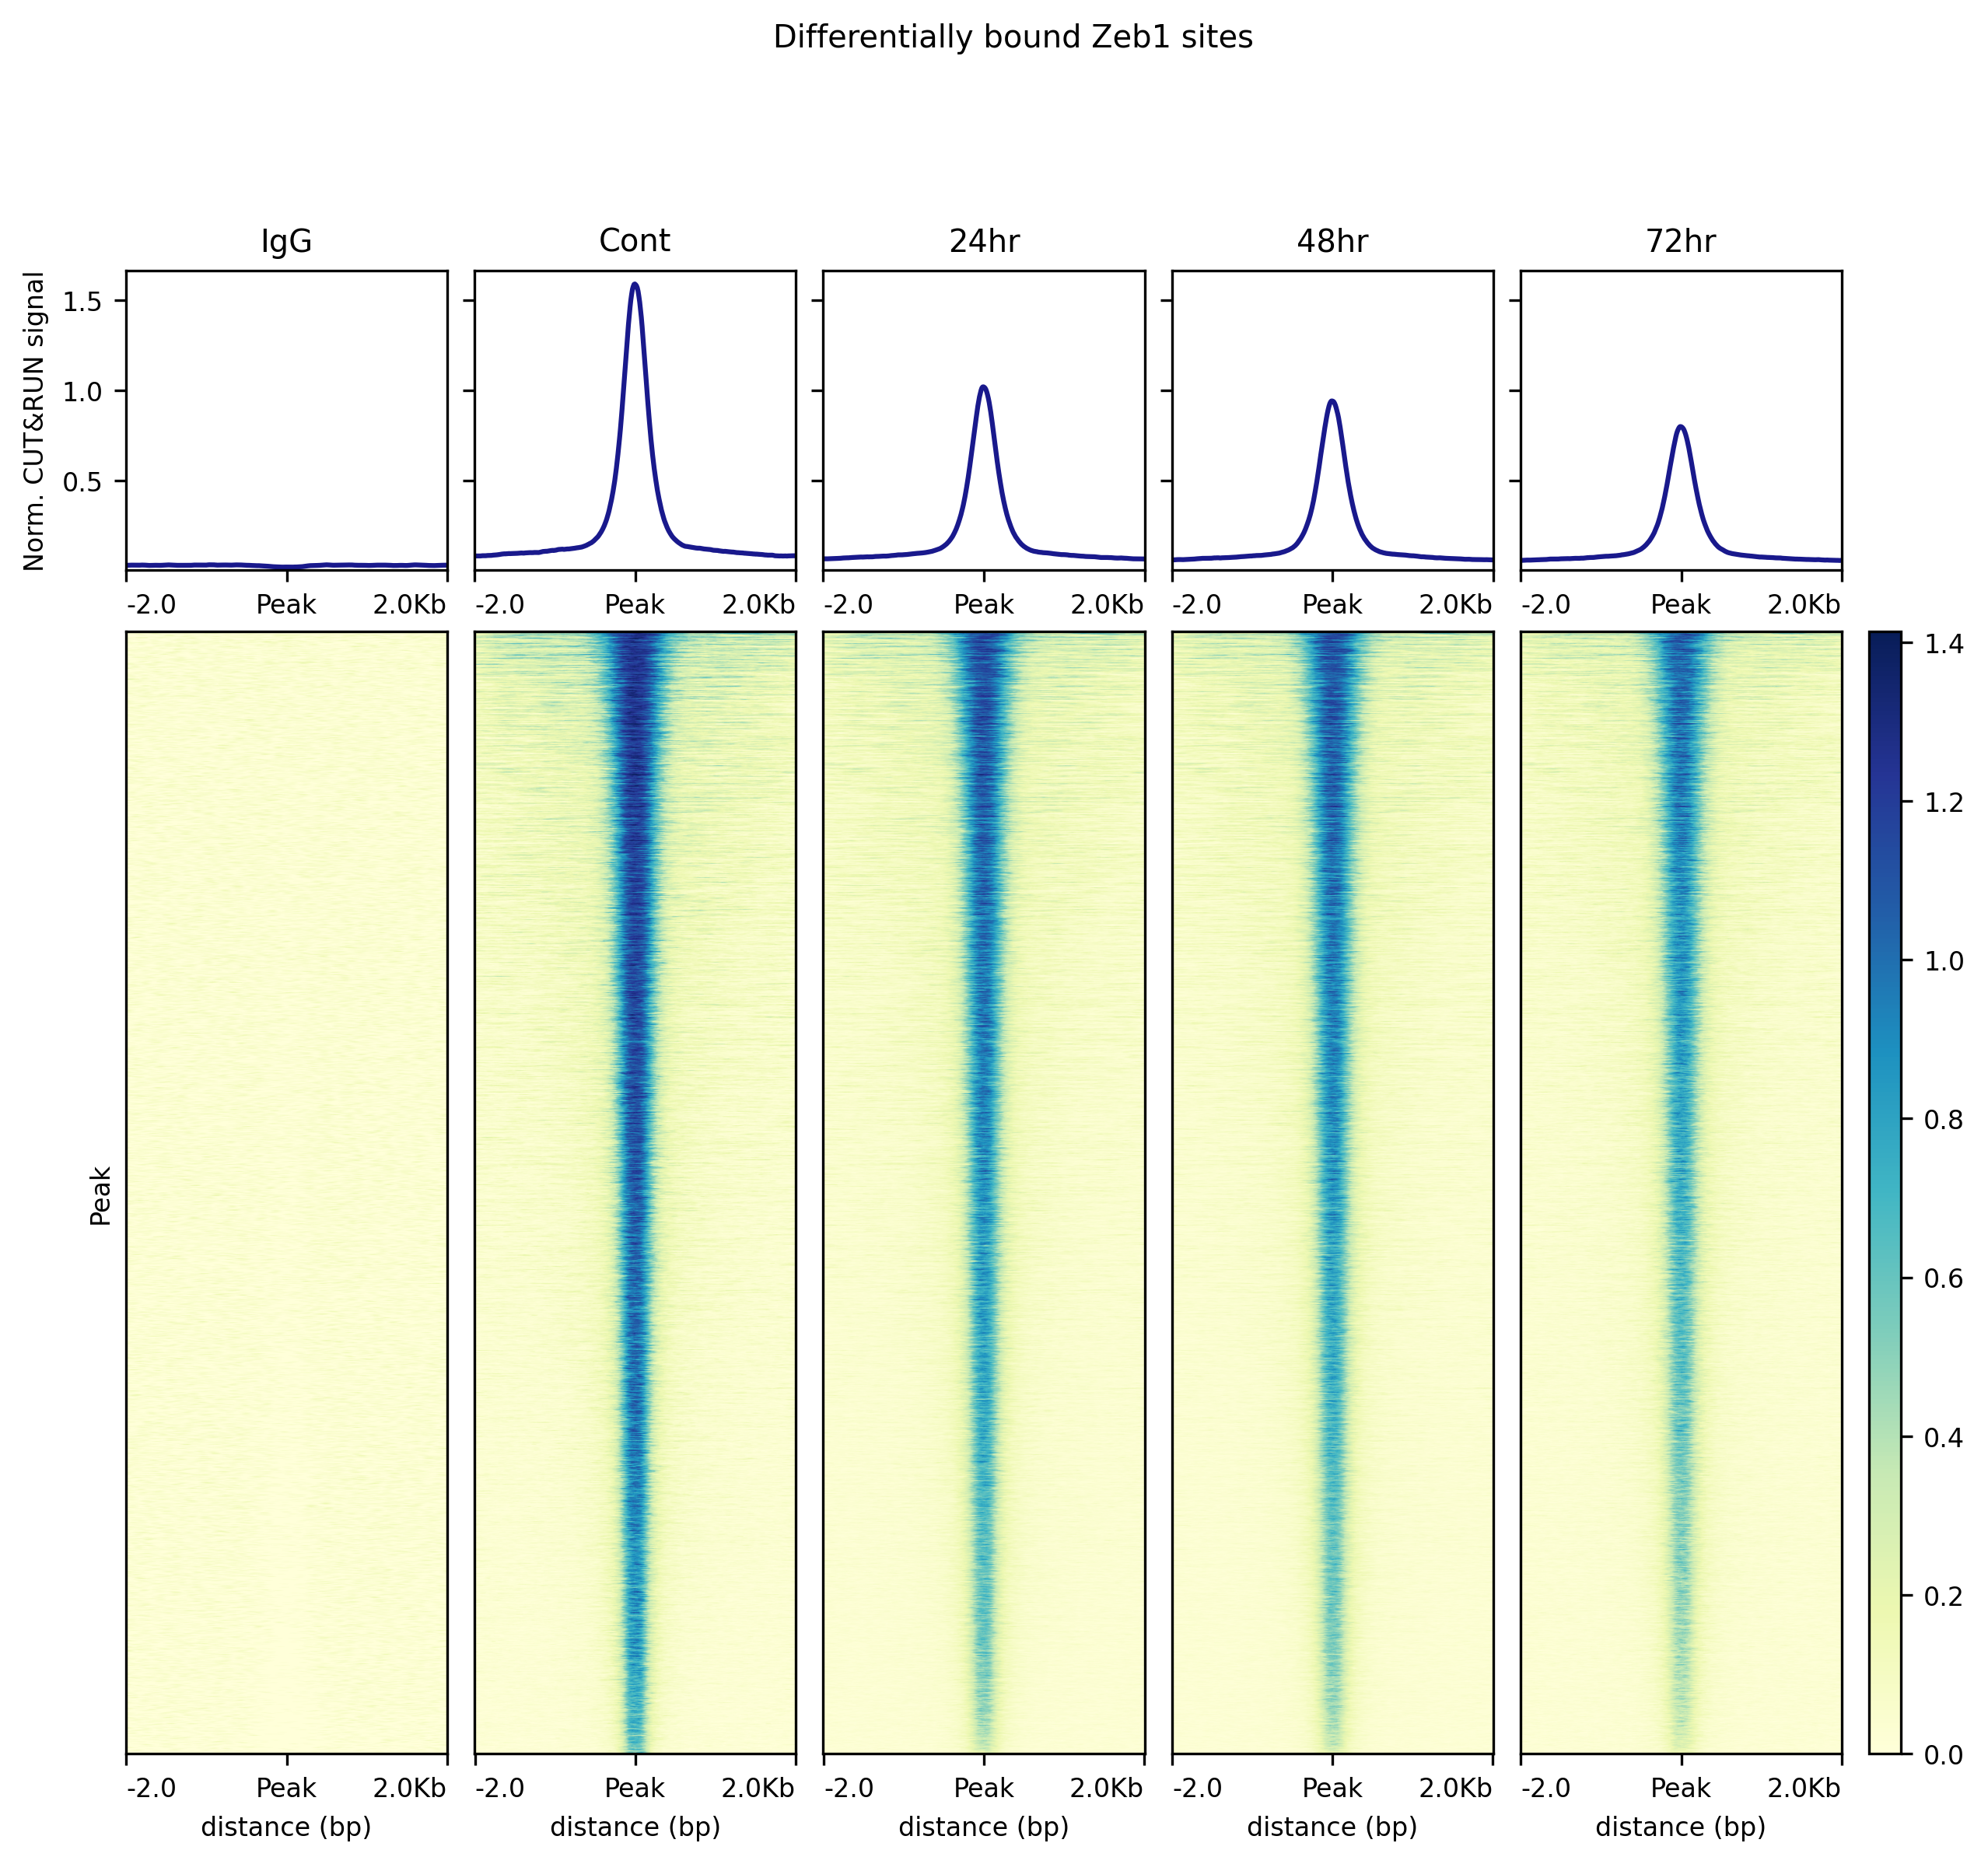 Differentially bound Zeb1 sites
IgG
Cont
24hr
48hr
72hr
Norm. CUT&RUN signal
1.5
1.0
0.5
-2.0 Peak 2.0Kb
-2.0 Peak 2.0Kb
-2.0 Peak 2.0Kb
-2.0 Peak 2.0Kb
-2.0 Peak 2.0Kb
Peak
-2.0 Peak 2.0Kb
distance (bp)
-2.0 Peak 2.0Kb
distance (bp)
-2.0 Peak 2.0Kb
distance (bp)
-2.0 Peak 2.0Kb
distance (bp)
-2.0 Peak 2.0Kb
distance (bp)
1.4
1.2
1.0
0.8
0.6
0.4
0.2
0.0